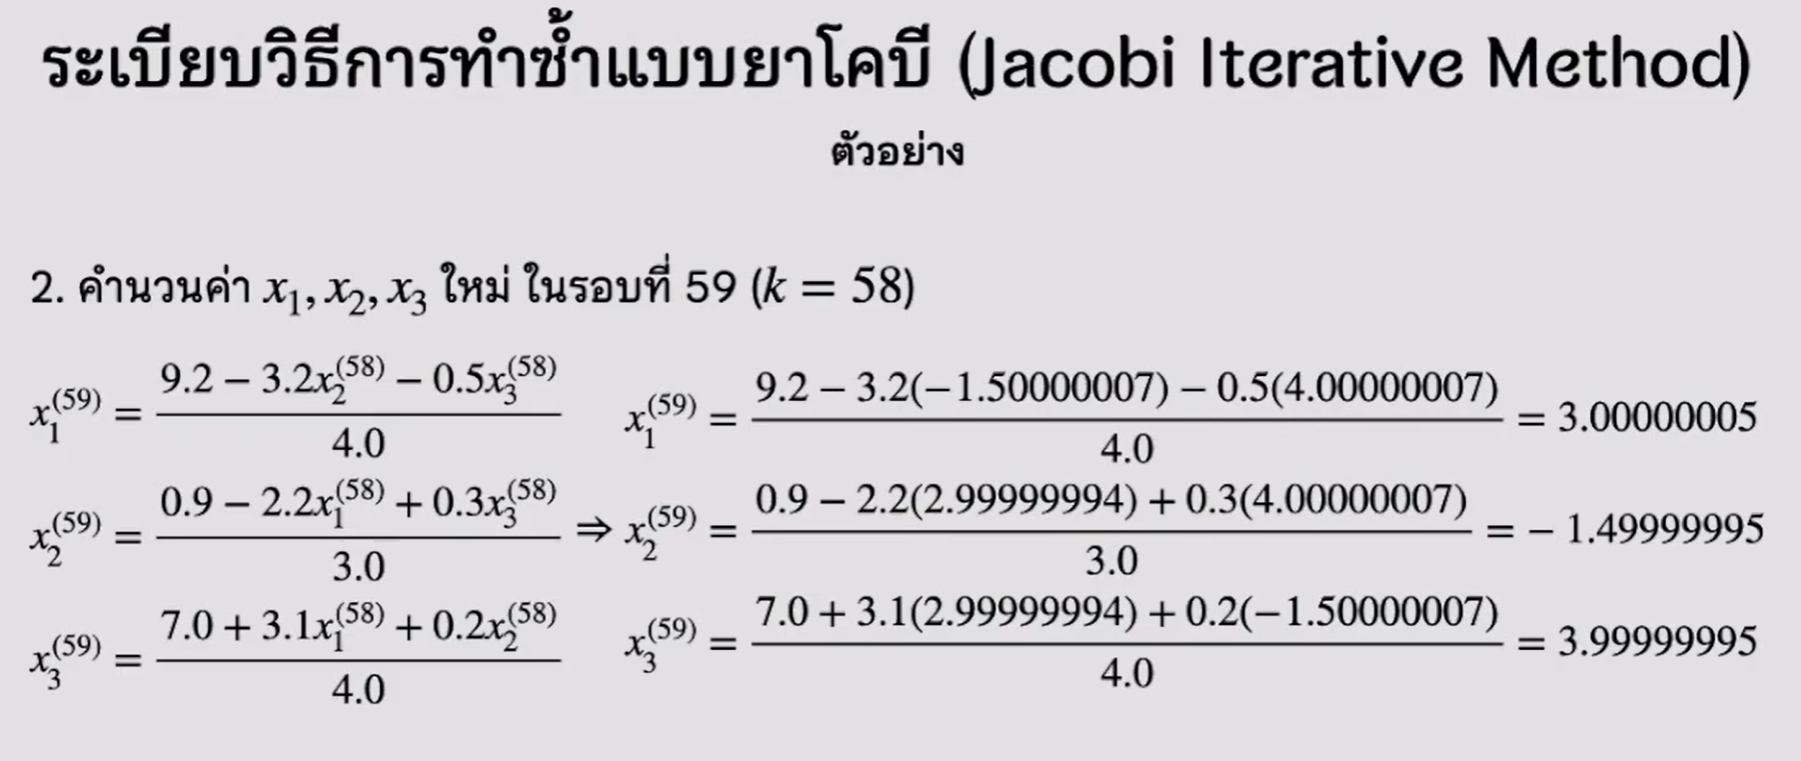 ระเบียบวิธีการทำซ้ำแบบยาโคบี (Jacobi Iterative Method)
ตัวอย่าง
2. คำนวนค่า x₁, x₂, x₃ ใหม่ ในรอบที่ 59 (k = 58)
x₁⁽⁵⁹⁾ = (9.2 − 3.2x₂⁽⁵⁸⁾ − 0.5x₃⁽⁵⁸⁾) / 4.0 x₁⁽⁵⁹⁾ = (9.2 − 3.2(−1.50000007) − 0.5(4.00000007)) / 4.0 = 3.00000005
x₂⁽⁵⁹⁾ = (0.9 − 2.2x₁⁽⁵⁸⁾ + 0.3x₃⁽⁵⁸⁾) / 3.0 ⇒ x₂⁽⁵⁹⁾ = (0.9 − 2.2(2.99999994) + 0.3(4.00000007)) / 3.0 = − 1.49999995
x₃⁽⁵⁹⁾ = (7.0 + 3.1x₁⁽⁵⁸⁾ + 0.2x₂⁽⁵⁸⁾) / 4.0 x₃⁽⁵⁹⁾ = (7.0 + 3.1(2.99999994) + 0.2(−1.50000007)) / 4.0 = 3.99999995